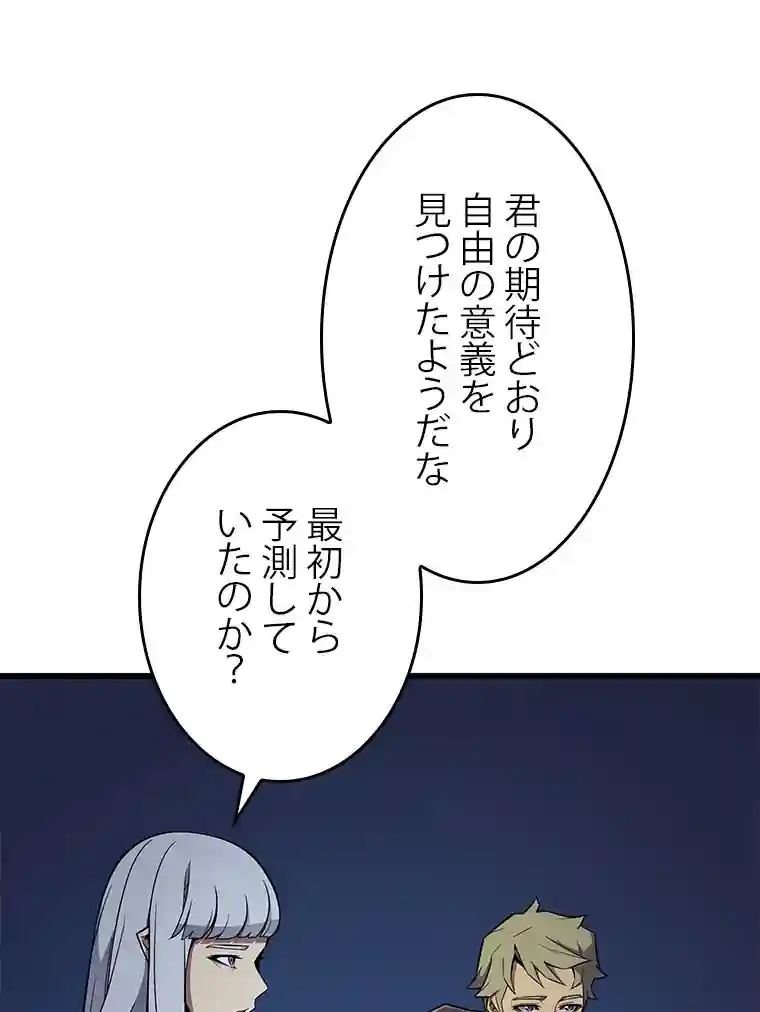 君の期待どおり
自由の意義を
見つけたようだな
最初から
予測して
いたのか？